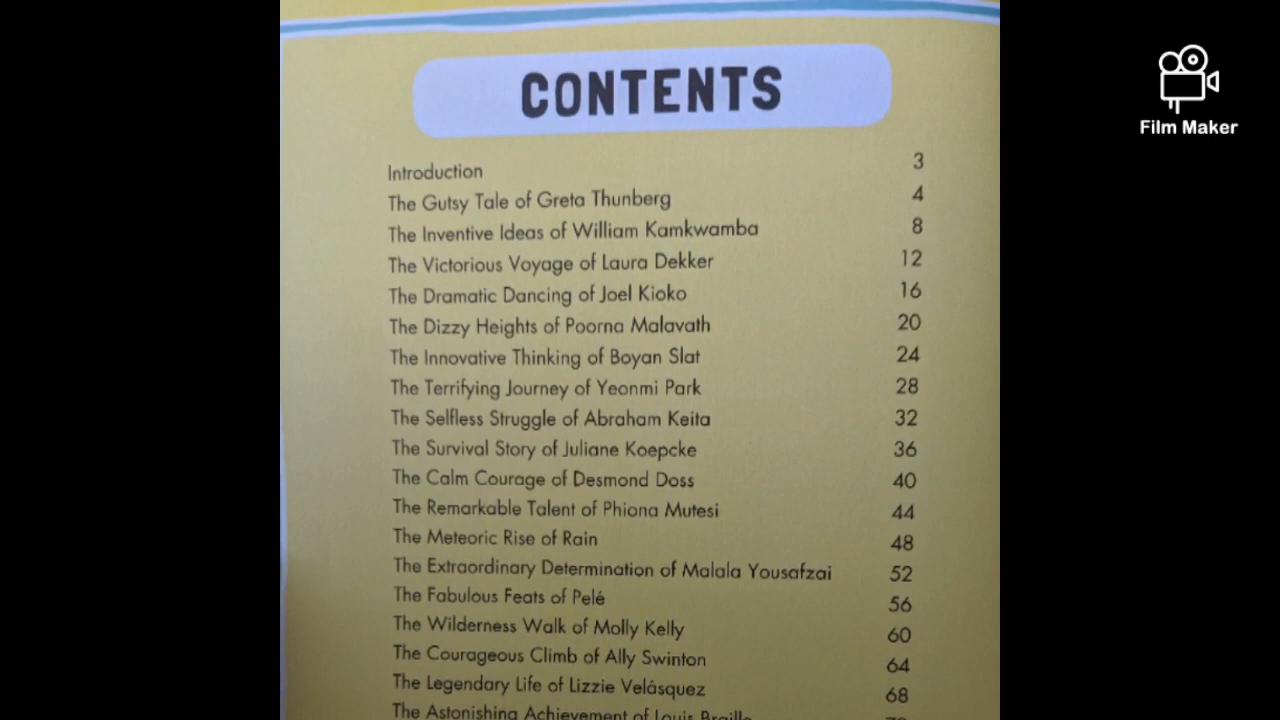 CONTENTS
Film Maker
Introduction 3
The Gutsy Tale of Greta Thunberg 4
The Inventive Ideas of William Kamkwamba 8
The Victorious Voyage of Laura Dekker 12
The Dramatic Dancing of Joel Kioko 16
The Dizzy Heights of Poorna Malavath 20
The Innovative Thinking of Boyan Slat 24
The Terrifying Journey of Yeonmi Park 28
The Selfless Struggle of Abraham Keita 32
The Survival Story of Juliane Koepcke 36
The Calm Courage of Desmond Doss 40
The Remarkable Talent of Phiona Mutesi 44
The Meteoric Rise of Rain 48
The Extraordinary Determination of Malala Yousafzai 52
The Fabulous Feats of Pelé 56
The Wilderness Walk of Molly Kelly 60
The Courageous Climb of Ally Swinton 64
The Legendary Life of Lizzie Velásquez 68
The Astonishing Achievement of Louis Braille